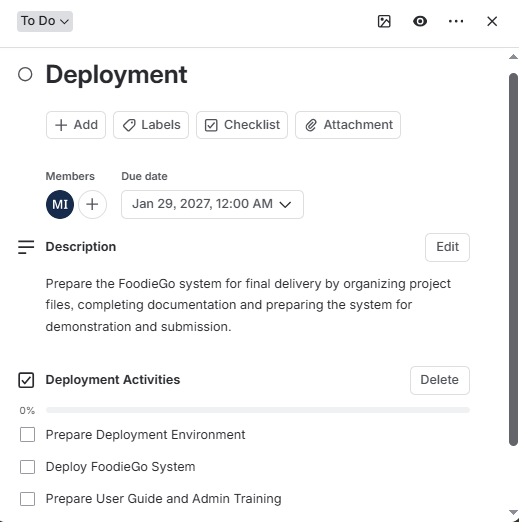 To Do
Deployment
Add
Labels
Checklist
Attachment
Members
Due date
MI
Jan 29, 2027, 12:00 AM
Description
Edit
Prepare the FoodieGo system for final delivery by organizing project
files, completing documentation and preparing the system for
demonstration and submission.
Deployment Activities
Delete
0%
Prepare Deployment Environment
Deploy FoodieGo System
Prepare User Guide and Admin Training